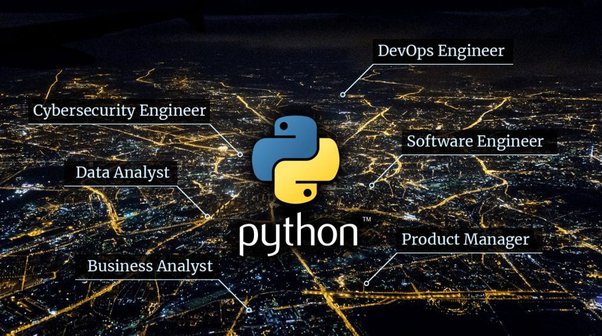 DevOps Engineer
Cybersecurity Engineer
Software Engineer
Data Analyst
python™
Product Manager
Business Analyst